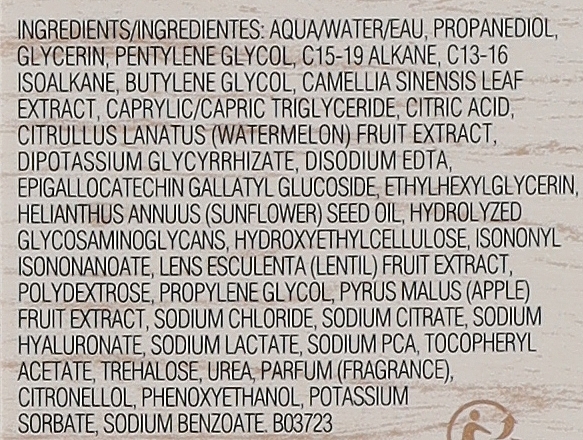 INGREDIENTS/INGREDIENTES: AQUA/WATER/EAU, PROPANEDIOL,
GLYCERIN, PENTYLENE GLYCOL, C15-19 ALKANE, C13-16
ISOALKANE, BUTYLENE GLYCOL, CAMELLIA SINENSIS LEAF
EXTRACT, CAPRYLIC/CAPRIC TRIGLYCERIDE, CITRIC ACID,
CITRULLUS LANATUS (WATERMELON) FRUIT EXTRACT,
DIPOTASSIUM GLYCYRRHIZATE, DISODIUM EDTA,
EPIGALLOCATECHIN GALLATYL GLUCOSIDE, ETHYLHEXYLGLYCERIN,
HELIANTHUS ANNUUS (SUNFLOWER) SEED OIL, HYDROLYZED
GLYCOSAMINOGLYCANS, HYDROXYETHYLCELLULOSE, ISONONYL
ISONONANOATE, LENS ESCULENTA (LENTIL) FRUIT EXTRACT,
POLYDEXTROSE, PROPYLENE GLYCOL, PYRUS MALUS (APPLE)
FRUIT EXTRACT, SODIUM CHLORIDE, SODIUM CITRATE, SODIUM
HYALURONATE, SODIUM LACTATE, SODIUM PCA, TOCOPHERYL
ACETATE, TREHALOSE, UREA, PARFUM (FRAGRANCE),
CITRONELLOL, PHENOXYETHANOL, POTASSIUM
SORBATE, SODIUM BENZOATE. B03723